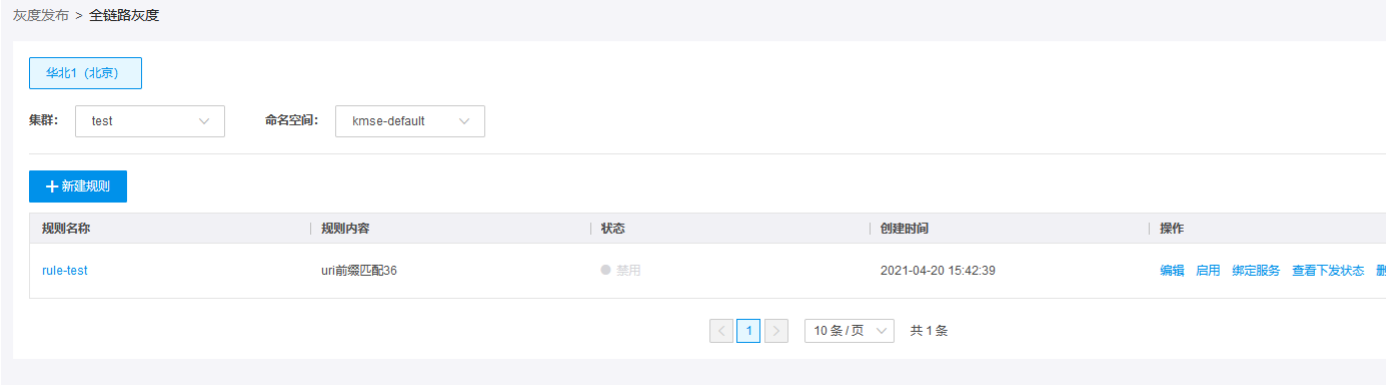 灰度发布 > 全链路灰度
华北1（北京）
集群： test 命名空间： kmse-default
新建规则
规则名称 规则内容 状态 创建时间 操作
rule-test uri前缀匹配36 禁用 2021-04-20 15:42:39 编辑 启用 绑定服务 查看下发状态
1 10 条 / 页 共 1 条